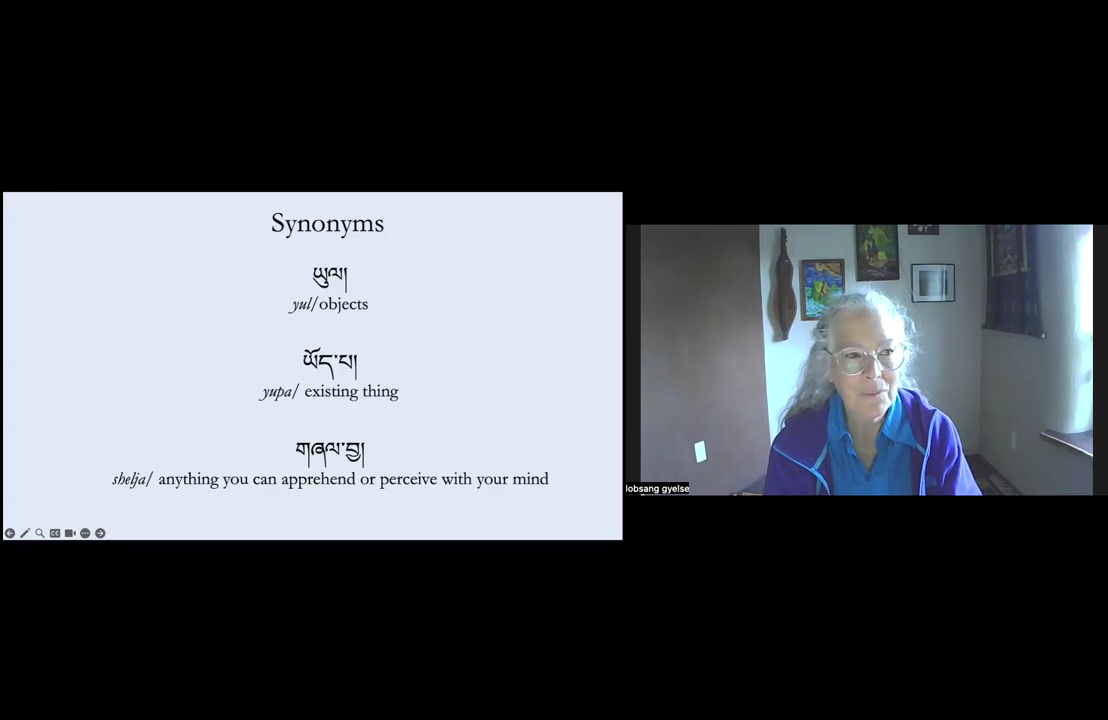 Synonyms
ཡུལ།
yul/objects
ཡོད་པ།
yupa/ existing thing
གཞལ་བྱ།
shelja/ anything you can apprehend or perceive with your mind
CC
lobsang gyelse